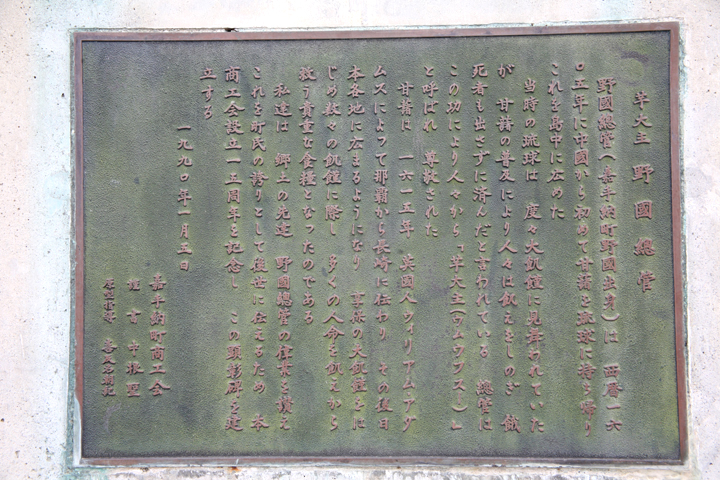 芋大主 野國總管
野國總管(嘉手納町野國出身)は 西暦一六
〇五年に中国から初めて甘藷を琉球に持ち帰り
これを島中に広めた
当時の琉球は 度々大飢饉に見舞われていた
が 甘藷の普及により人々は飢えをしのぎ 餓
死者も出さずに済んだと言われている 總管は
この功により人々から「芋大主(ウムウフスー)」
と呼ばれ 尊敬された
甘藷は 一六一五年 英国人ウィリアムアダ
ムスによって那覇から長崎に伝わり その後日
本各地に広まるようになり 享保の大飢饉をは
じめ数々の飢饉に際し 多くの人命を飢えから
救う貴重な食糧となったのである
私達は 郷土の先達 野國總管の偉業を讃え
これを町民の誇りとして後世に伝えるため 本
商工会設立一五周年を記念し この顕彰碑を建
立する
一九九〇年一月五日
嘉手納町商工会